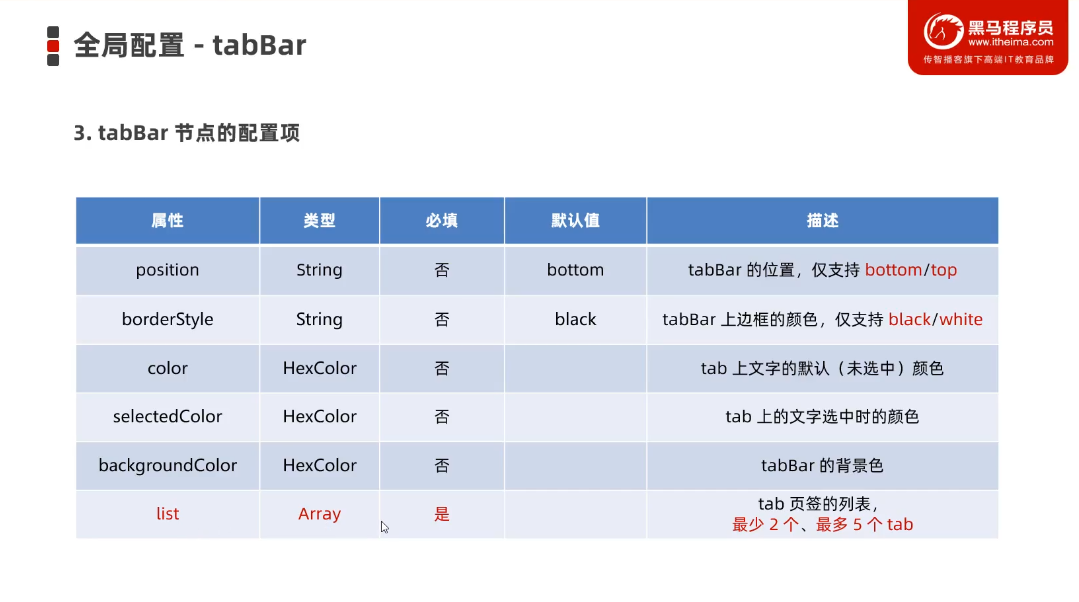 全局配置 - tabBar
黑马程序员
www.itheima.com
传智播客旗下高端IT教育品牌
3. tabBar 节点的配置项
属性 类型 必填 默认值 描述
position String 否 bottom tabBar 的位置，仅支持 bottom/top
borderStyle String 否 black tabBar 上边框的颜色，仅支持 black/white
color HexColor 否 tab 上文字的默认（未选中）颜色
selectedColor HexColor 否 tab 上的文字选中时的颜色
backgroundColor HexColor 否 tabBar 的背景色
list Array 是 tab 页签的列表，
最少 2 个、最多 5 个 tab